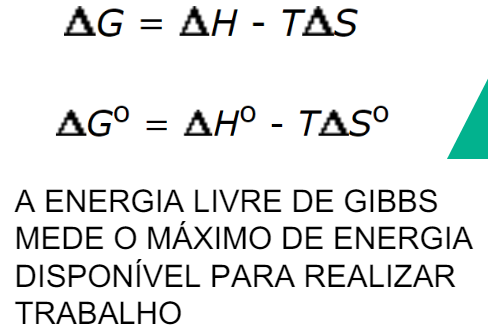 ΔG = ΔH - TΔS
ΔGº = ΔHº - TΔSº
A ENERGIA LIVRE DE GIBBS
MEDE O MÁXIMO DE ENERGIA
DISPONÍVEL PARA REALIZAR
TRABALHO